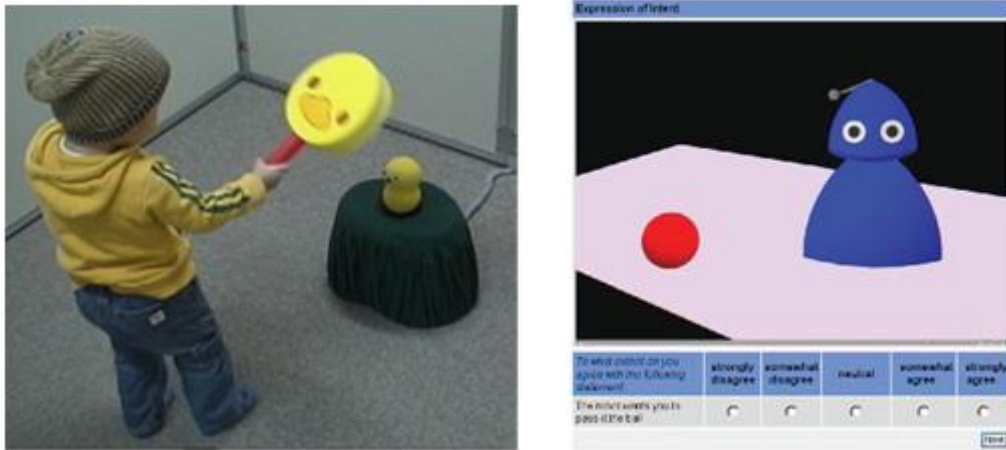 Expression of Intent
To what extent do you
agree with the following
statement
strongly
disagree
somewhat
disagree
neutral
somewhat
agree
strongly
agree
The robot wants you to
pass it the ball